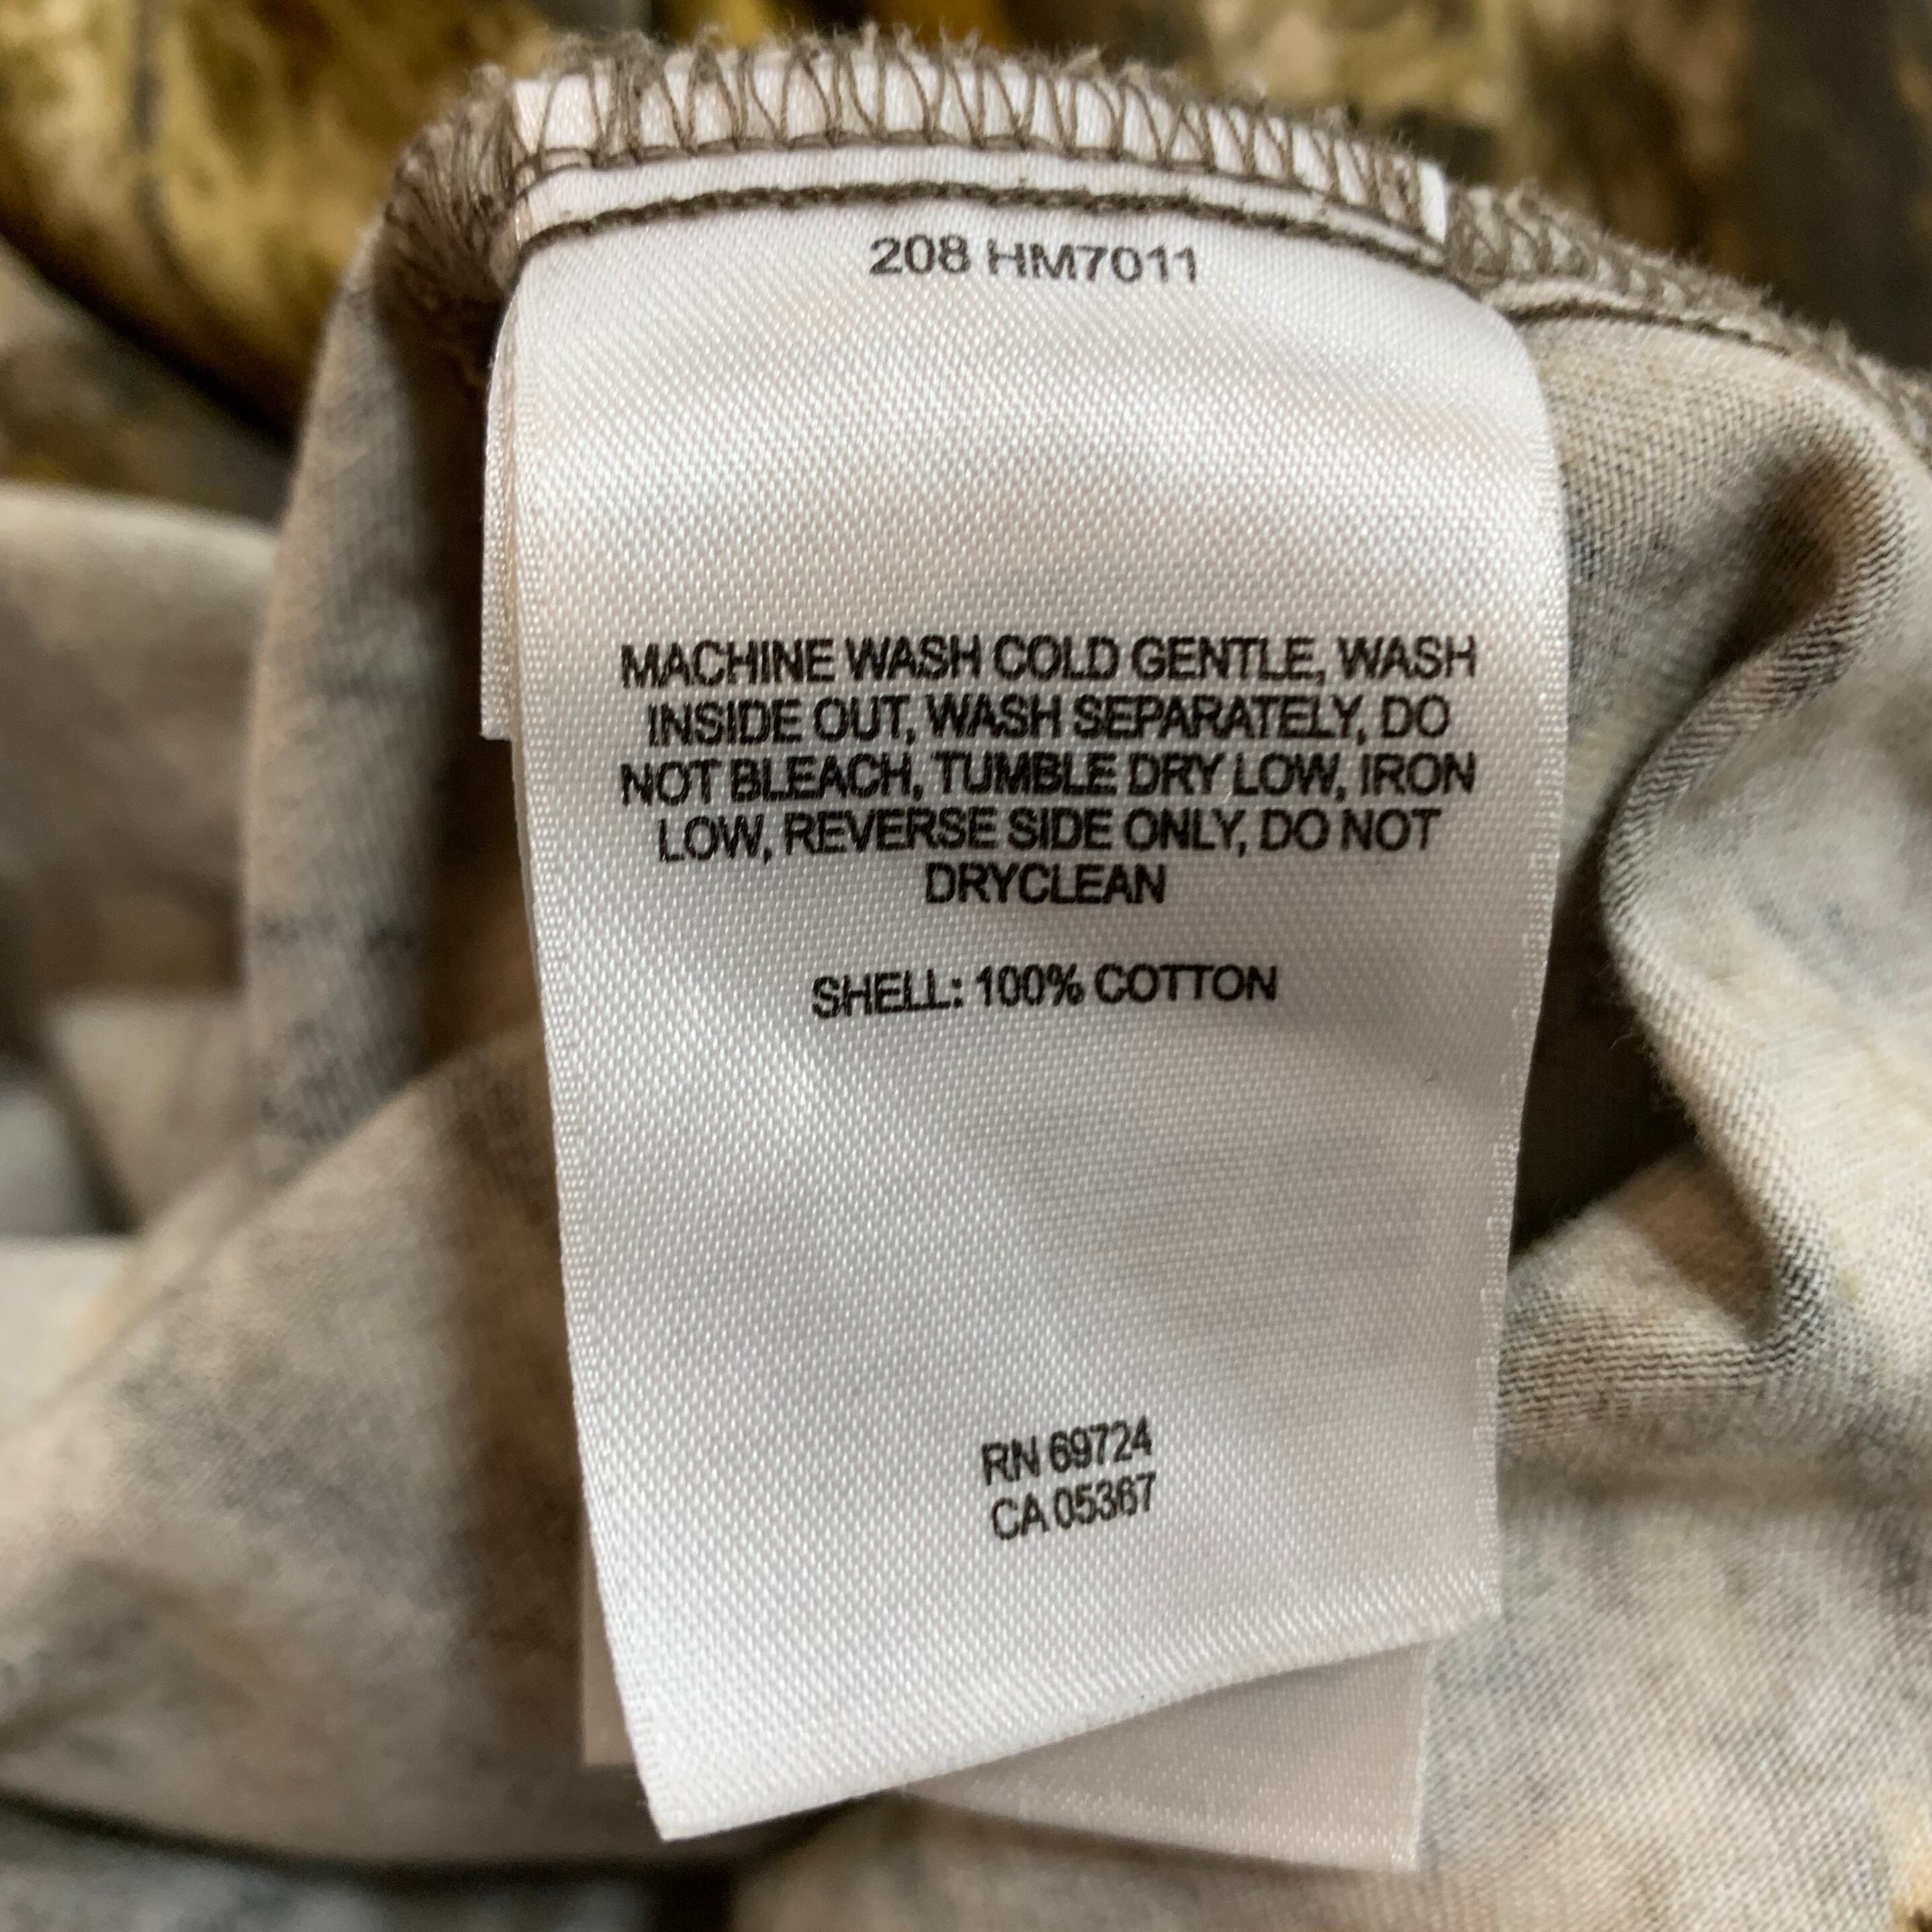 208 HM7011
MACHINE WASH COLD GENTLE, WASH
INSIDE OUT, WASH SEPARATELY, DO
NOT BLEACH, TUMBLE DRY LOW, IRON
LOW, REVERSE SIDE ONLY, DO NOT
DRYCLEAN
SHELL: 100% COTTON
RN 69724
CA 05367